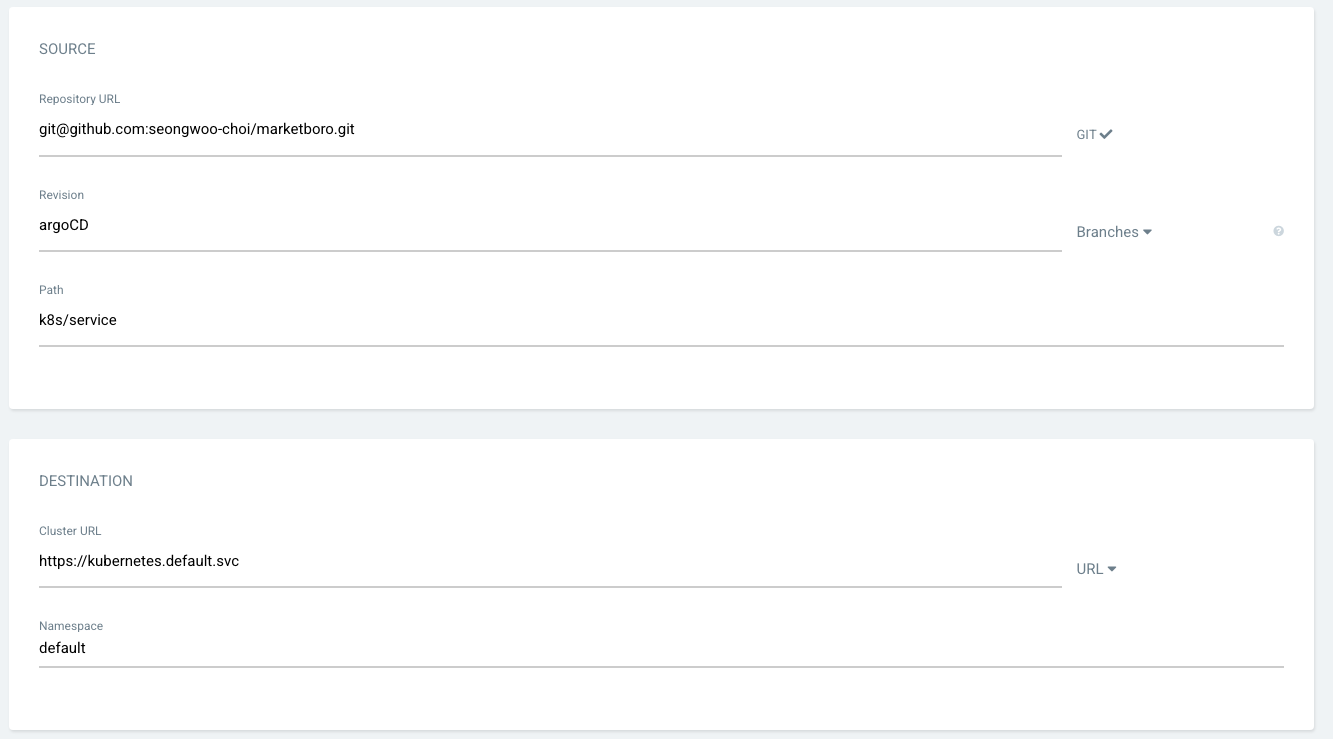 SOURCE
Repository URL
git@github.com:seongwoo-choi/marketboro.git
GIT
Revision
argoCD
Branches
?
Path
k8s/service
DESTINATION
Cluster URL
https://kubernetes.default.svc
URL
Namespace
default